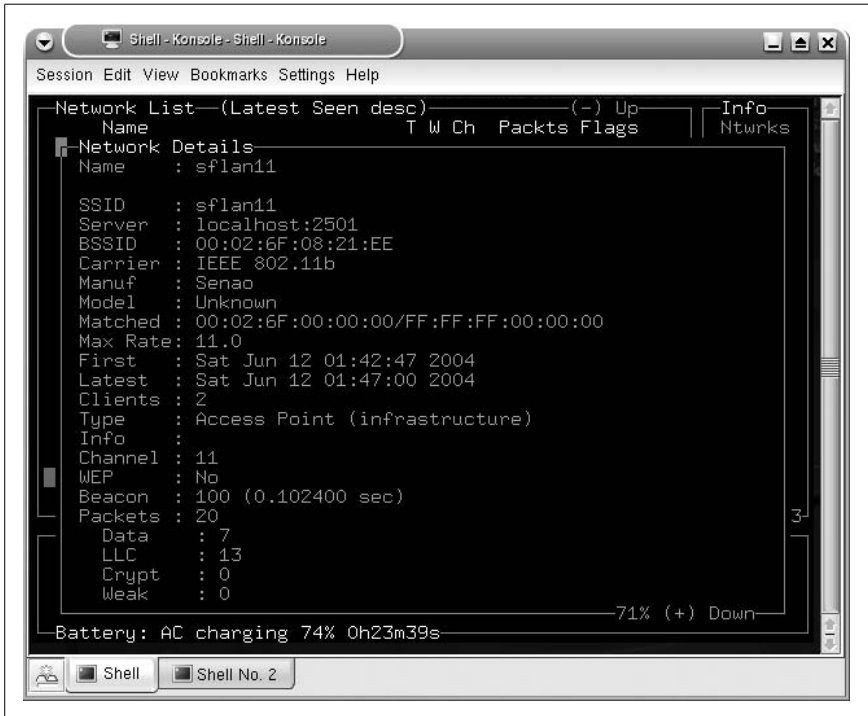 Shell - Konsole - Shell - Konsole
Session Edit View Bookmarks Settings Help
Network List—(Latest Seen desc) (-) Up Info
Name T W Ch Packts Flags Ntwrks
Network Details
Name : sflan11
SSID : sflan11
Server : localhost:2501
BSSID : 00:02:6F:08:21:EE
Carrier : IEEE 802.11b
Manuf : Senao
Model : Unknown
Matched : 00:02:6F:00:00:00/FF:FF:FF:00:00:00
Max Rate: 11.0
First : Sat Jun 12 01:42:47 2004
Latest : Sat Jun 12 01:47:00 2004
Clients : 2
Type : Access Point (infrastructure)
Info :
Channel : 11
WEP : No
Beacon : 100 (0.102400 sec)
Packets : 20 3
Data : 7
LLC : 13
Crypt : 0
Weak : 0
71% (+) Down
Battery: AC charging 74% 0h23m39s
Shell Shell No. 2